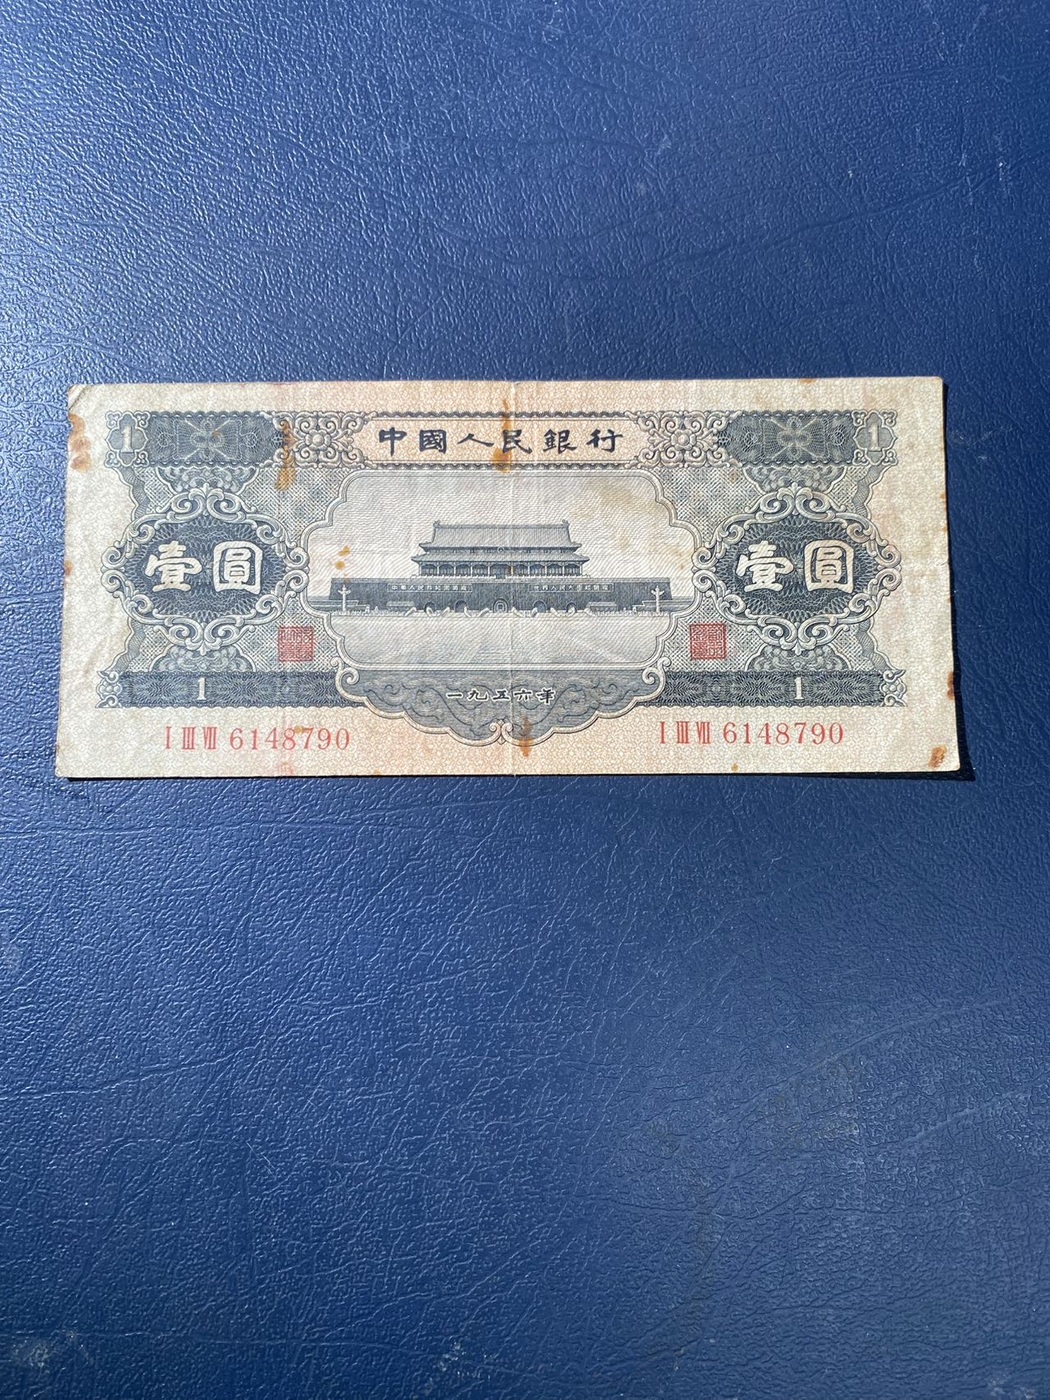 1 1
中國人民銀行
壹圓 壹圓
1 一九五六年 1
I III VII 6148790 I III VII 6148790